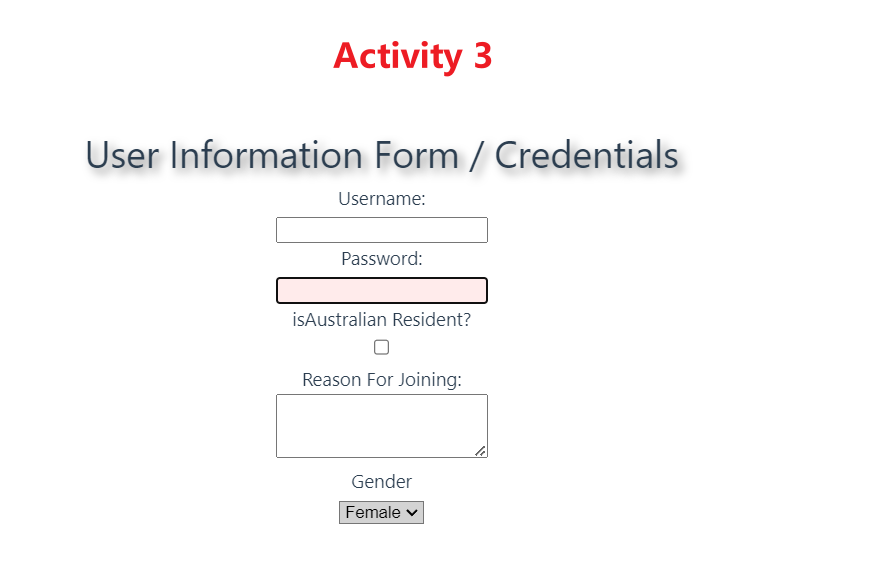 Activity 3
User Information Form / Credentials
Username:
Password:
isAustralian Resident?
Reason For Joining:
Gender
Female